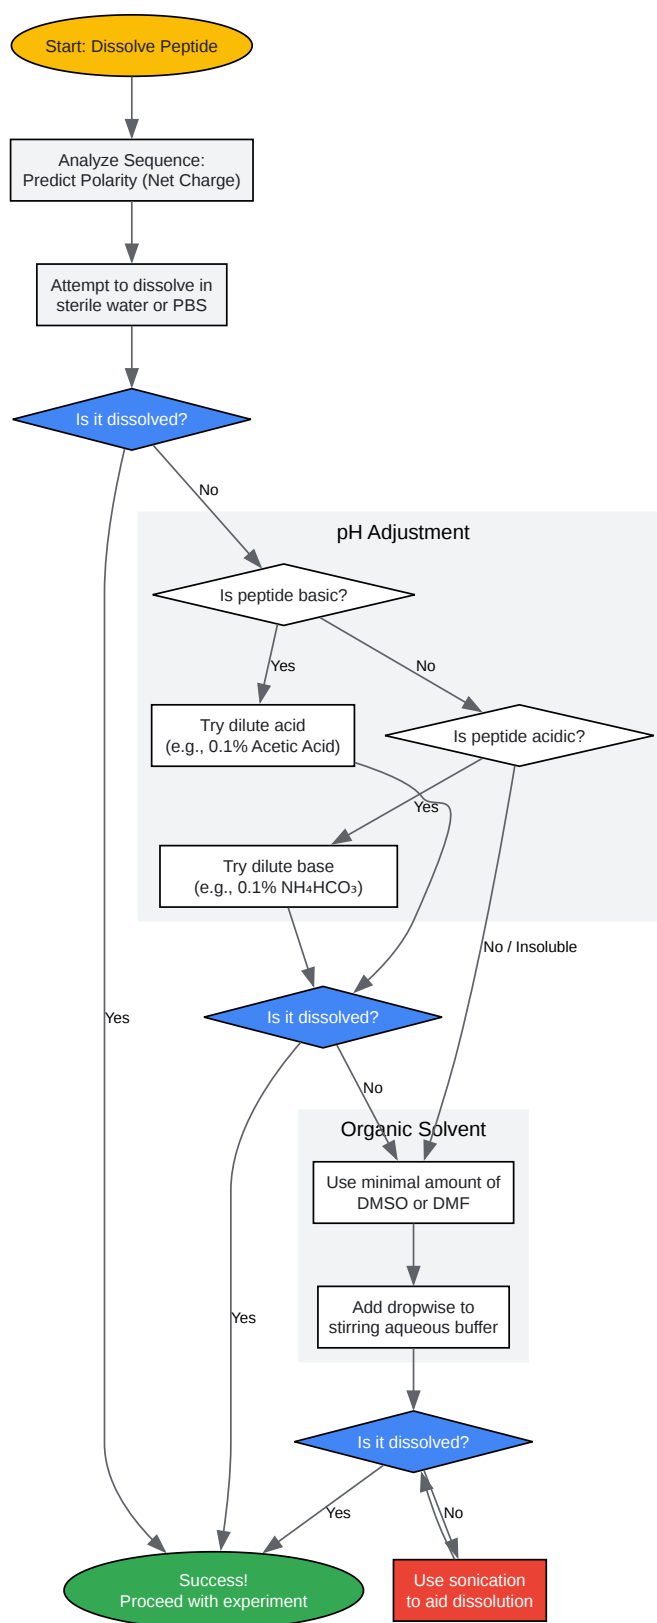 Start: Dissolve Peptide
Analyze Sequence:
Predict Polarity (Net Charge)
Attempt to dissolve in
sterile water or PBS
Is it dissolved?
No
pH Adjustment
Is peptide basic?
Yes
No
Try dilute acid
(e.g., 0.1% Acetic Acid)
Is peptide acidic?
Yes
Try dilute base
(e.g., 0.1% NH₄HCO₃)
No / Insoluble
Yes
Is it dissolved?
No
Organic Solvent
Use minimal amount of
DMSO or DMF
Add dropwise to
stirring aqueous buffer
Yes
Is it dissolved?
Yes
No
Success!
Proceed with experiment
Use sonication
to aid dissolution